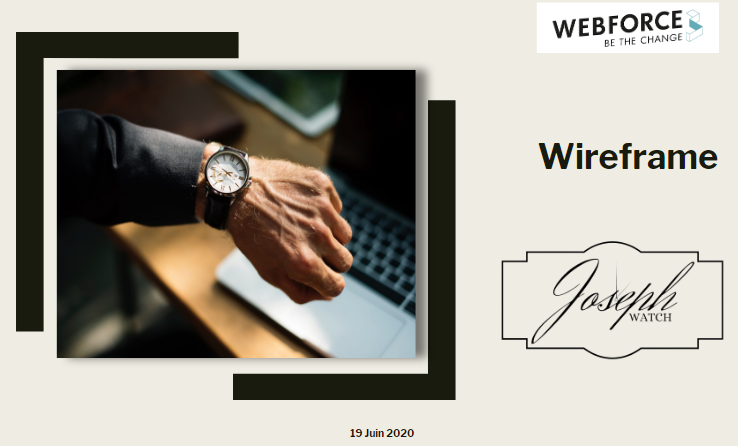 WEBFORCE
BE THE CHANGE
Wireframe
Joseph
WATCH
19 Juin 2020